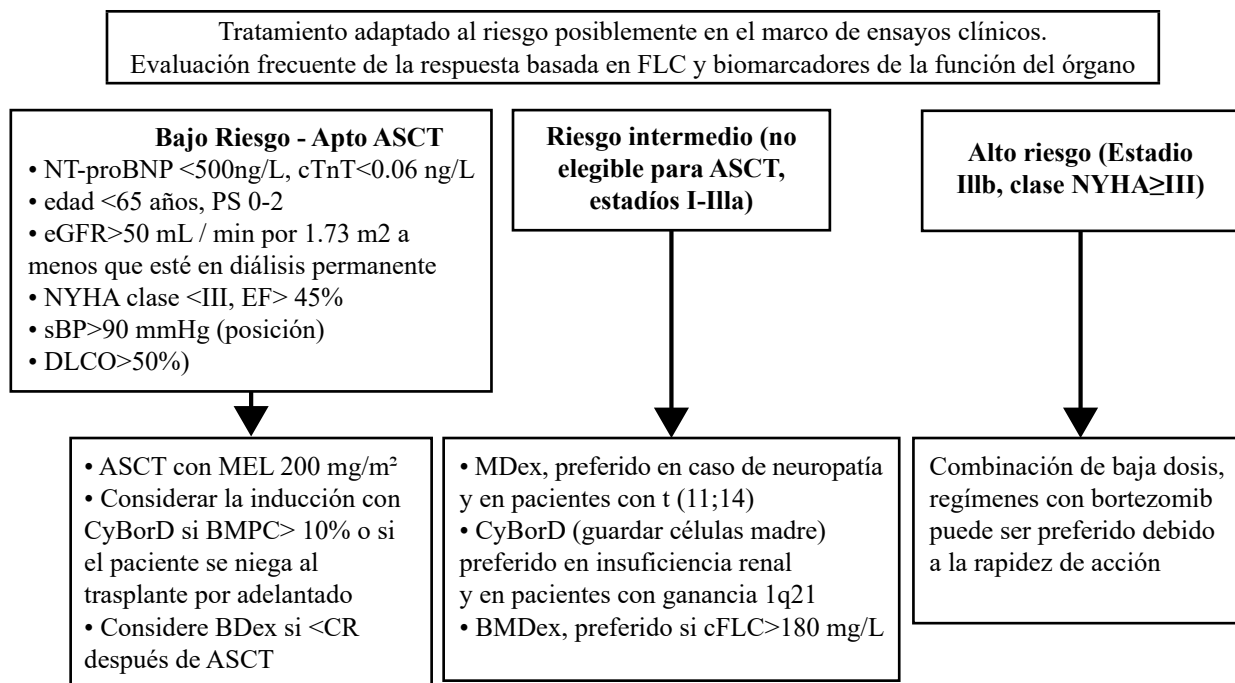 Tratamiento adaptado al riesgo posiblemente en el marco de ensayos clínicos.
Evaluación frecuente de la respuesta basada en FLC y biomarcadores de la función del órgano
Bajo Riesgo - Apto ASCT
• NT-proBNP <500ng/L, cTnT<0.06 ng/L
• edad <65 años, PS 0-2
• eGFR>50 mL / min por 1.73 m2 a
menos que esté en diálisis permanente
• NYHA clase <III, EF> 45%
• sBP>90 mmHg (posición)
• DLCO>50%)
Riesgo intermedio (no
elegible para ASCT,
estadíos I-IIIa)
Alto riesgo (Estadio
IIIb, clase NYHA≥III)
• ASCT con MEL 200 mg/m²
• Considerar la inducción con
CyBorD si BMPC> 10% o si
el paciente se niega al
trasplante por adelantado
• Considere BDex si <CR
después de ASCT
• MDex, preferido en caso de neuropatía
y en pacientes con t (11;14)
• CyBorD (guardar células madre)
preferido en insuficiencia renal
y en pacientes con ganancia 1q21
• BMDex, preferido si cFLC>180 mg/L
Combinación de baja dosis,
regímenes con bortezomib
puede ser preferido debido
a la rapidez de acción